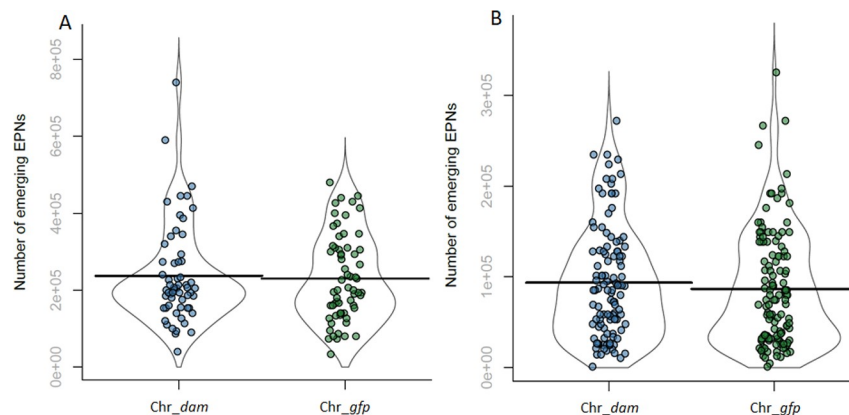 A
Number of emerging EPNs
8e+05
6e+05
4e+05
2e+05
0e+00
Chr_dam
Chr_gfp
B
Number of emerging EPNs
3e+05
2e+05
1e+05
0e+00
Chr_dam
Chr_gfp